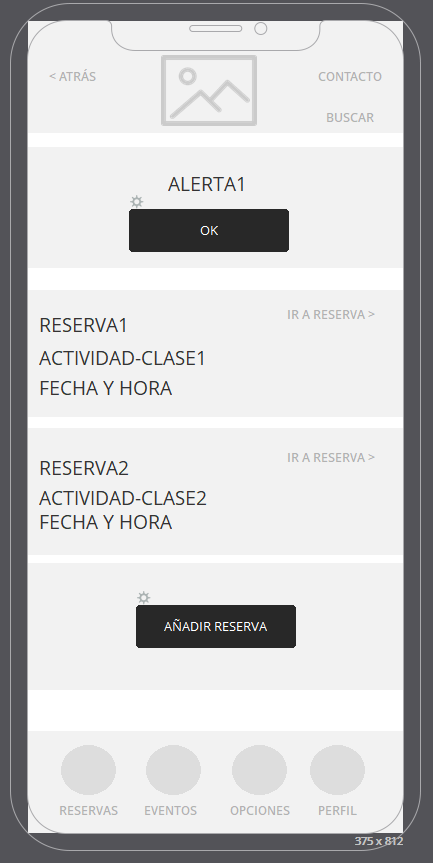 < ATRÁS
CONTACTO
BUSCAR
ALERTA1
OK
IR A RESERVA >
RESERVA1
ACTIVIDAD-CLASE1
FECHA Y HORA
IR A RESERVA >
RESERVA2
ACTIVIDAD-CLASE2
FECHA Y HORA
AÑADIR RESERVA
RESERVAS EVENTOS OPCIONES PERFIL
375 x 812